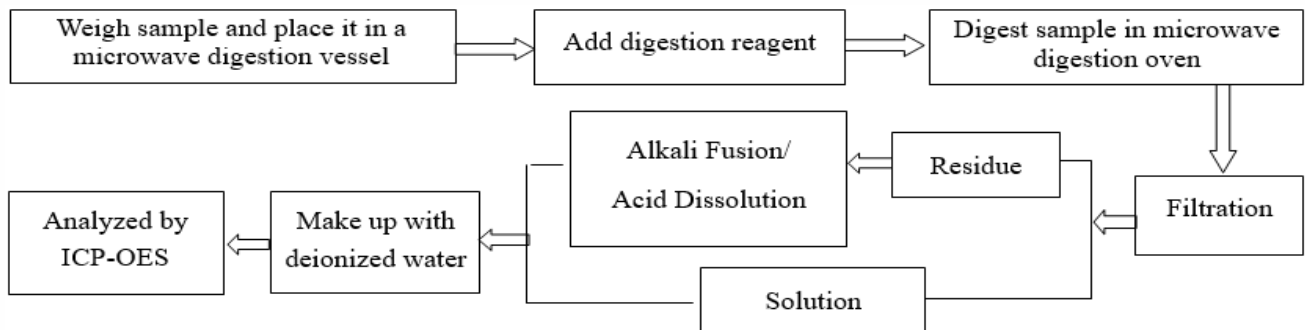 Weigh sample and place it in a
microwave digestion vessel
Add digestion reagent
Digest sample in microwave
digestion oven
Filtration
Residue
Alkali Fusion/
Acid Dissolution
Solution
Make up with
deionized water
Analyzed by
ICP-OES